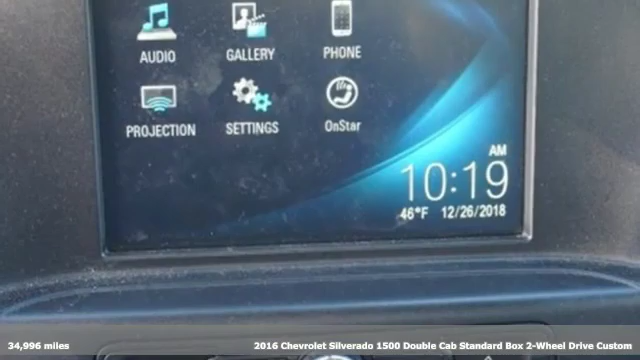 AUDIO GALLERY PHONE
PROJECTION SETTINGS OnStar
AM
10:19
46°F 12/26/2018
34,996 miles 2016 Chevrolet Silverado 1500 Double Cab Standard Box 2-Wheel Drive Custom